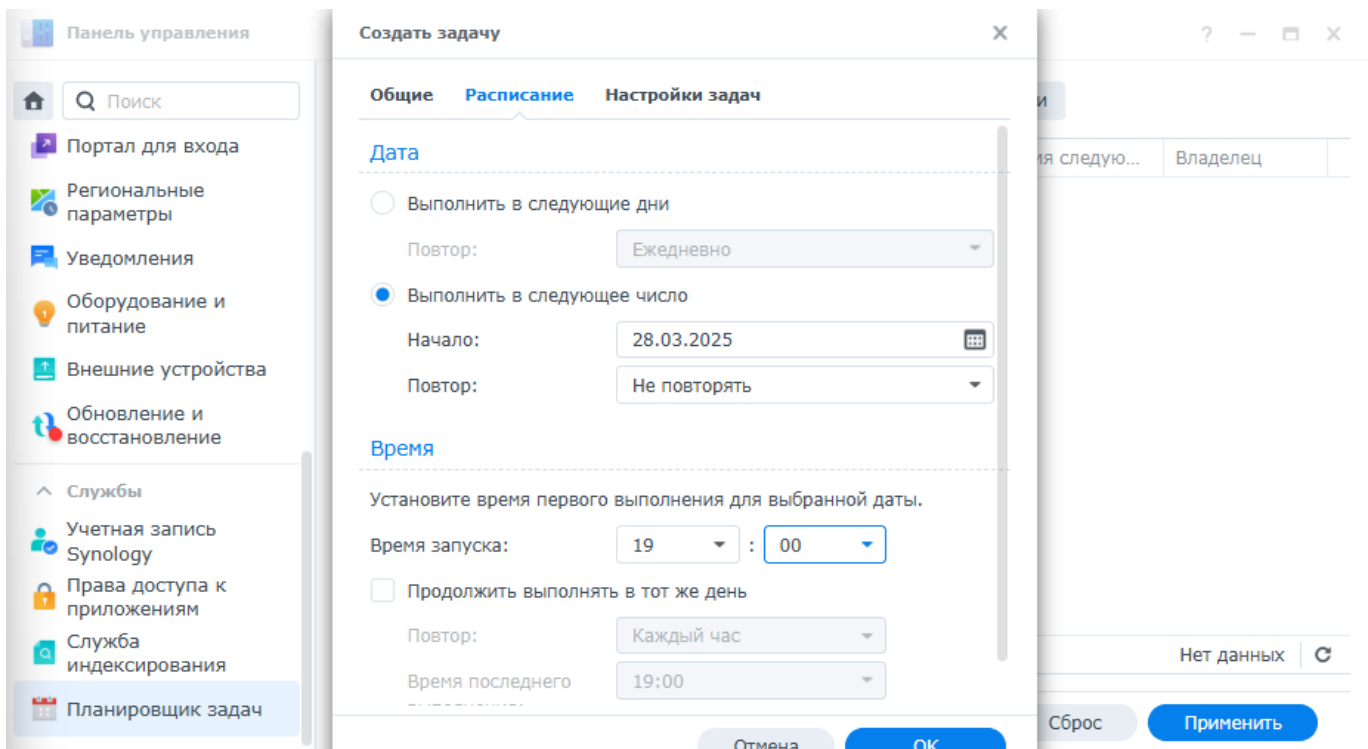 Панель управления
Поиск
Портал для входа
Региональные
параметры
Уведомления
Оборудование и
питание
Внешние устройства
Обновление и
восстановление
Службы
Учетная запись
Synology
Права доступа к
приложениям
Служба
индексирования
Планировщик задач
Создать задачу
Общие Расписание Настройки задач
Дата
Выполнить в следующие дни
Повтор: Ежедневно
Выполнить в следующее число
Начало: 28.03.2025
Повтор: Не повторять
Время
Установите время первого выполнения для выбранной даты.
Время запуска: 19 : 00
Продолжить выполнять в тот же день
Повтор: Каждый час
Время последнего 19:00
Отмена OK
и
ия следую... Владелец
Нет данных
Сброс Применить